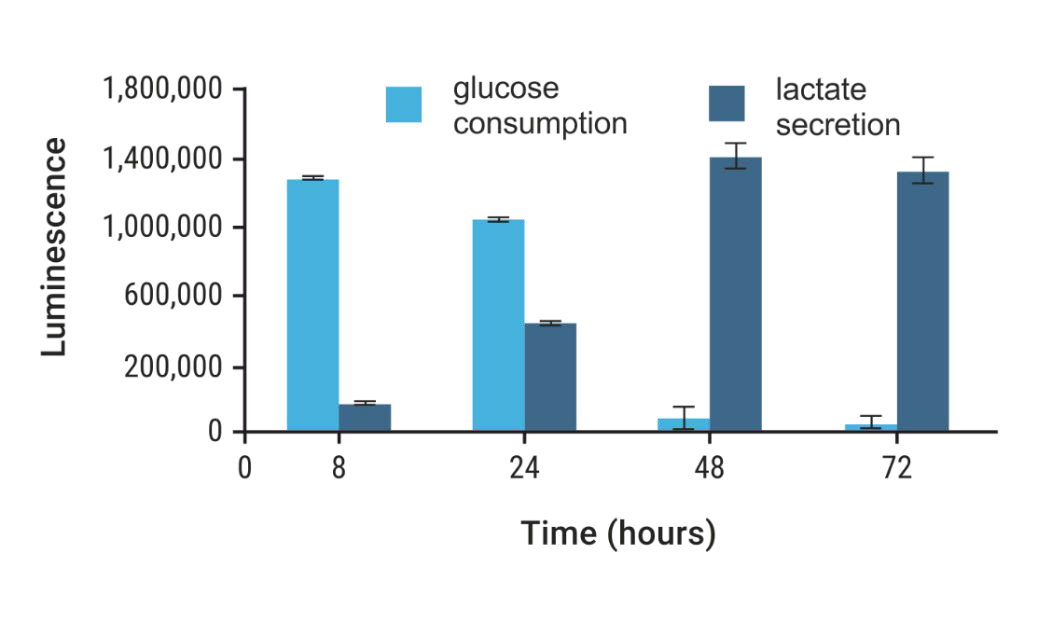 glucose
consumption
lactate
secretion
Luminescence
1,800,000
1,400,000
1,000,000
600,000
200,000
0
0 8 24 48 72
Time (hours)